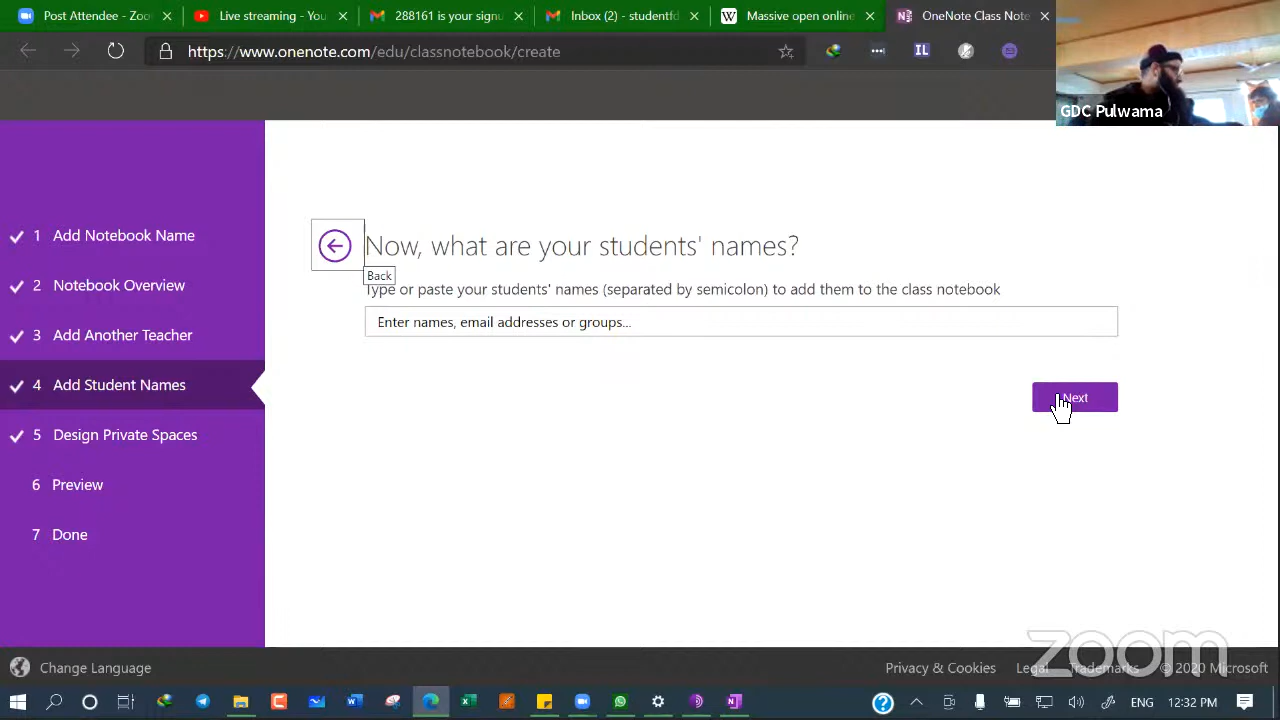 Post Attendee - Zoo
Live streaming - You
288161 is your signu
Inbox (2) - studentfd
Massive open online
OneNote Class Note
https://www.onenote.com/edu/classnotebook/create
IL
GDC Pulwama
1 Add Notebook Name
2 Notebook Overview
3 Add Another Teacher
4 Add Student Names
5 Design Private Spaces
6 Preview
7 Done
Now, what are your students' names?
Back
Type or paste your students' names (separated by semicolon) to add them to the class notebook
Enter names, email addresses or groups...
Next
zoom
Change Language
Privacy & Cookies
Legal
Trademarks
© 2020 Microsoft
ENG
12:32 PM